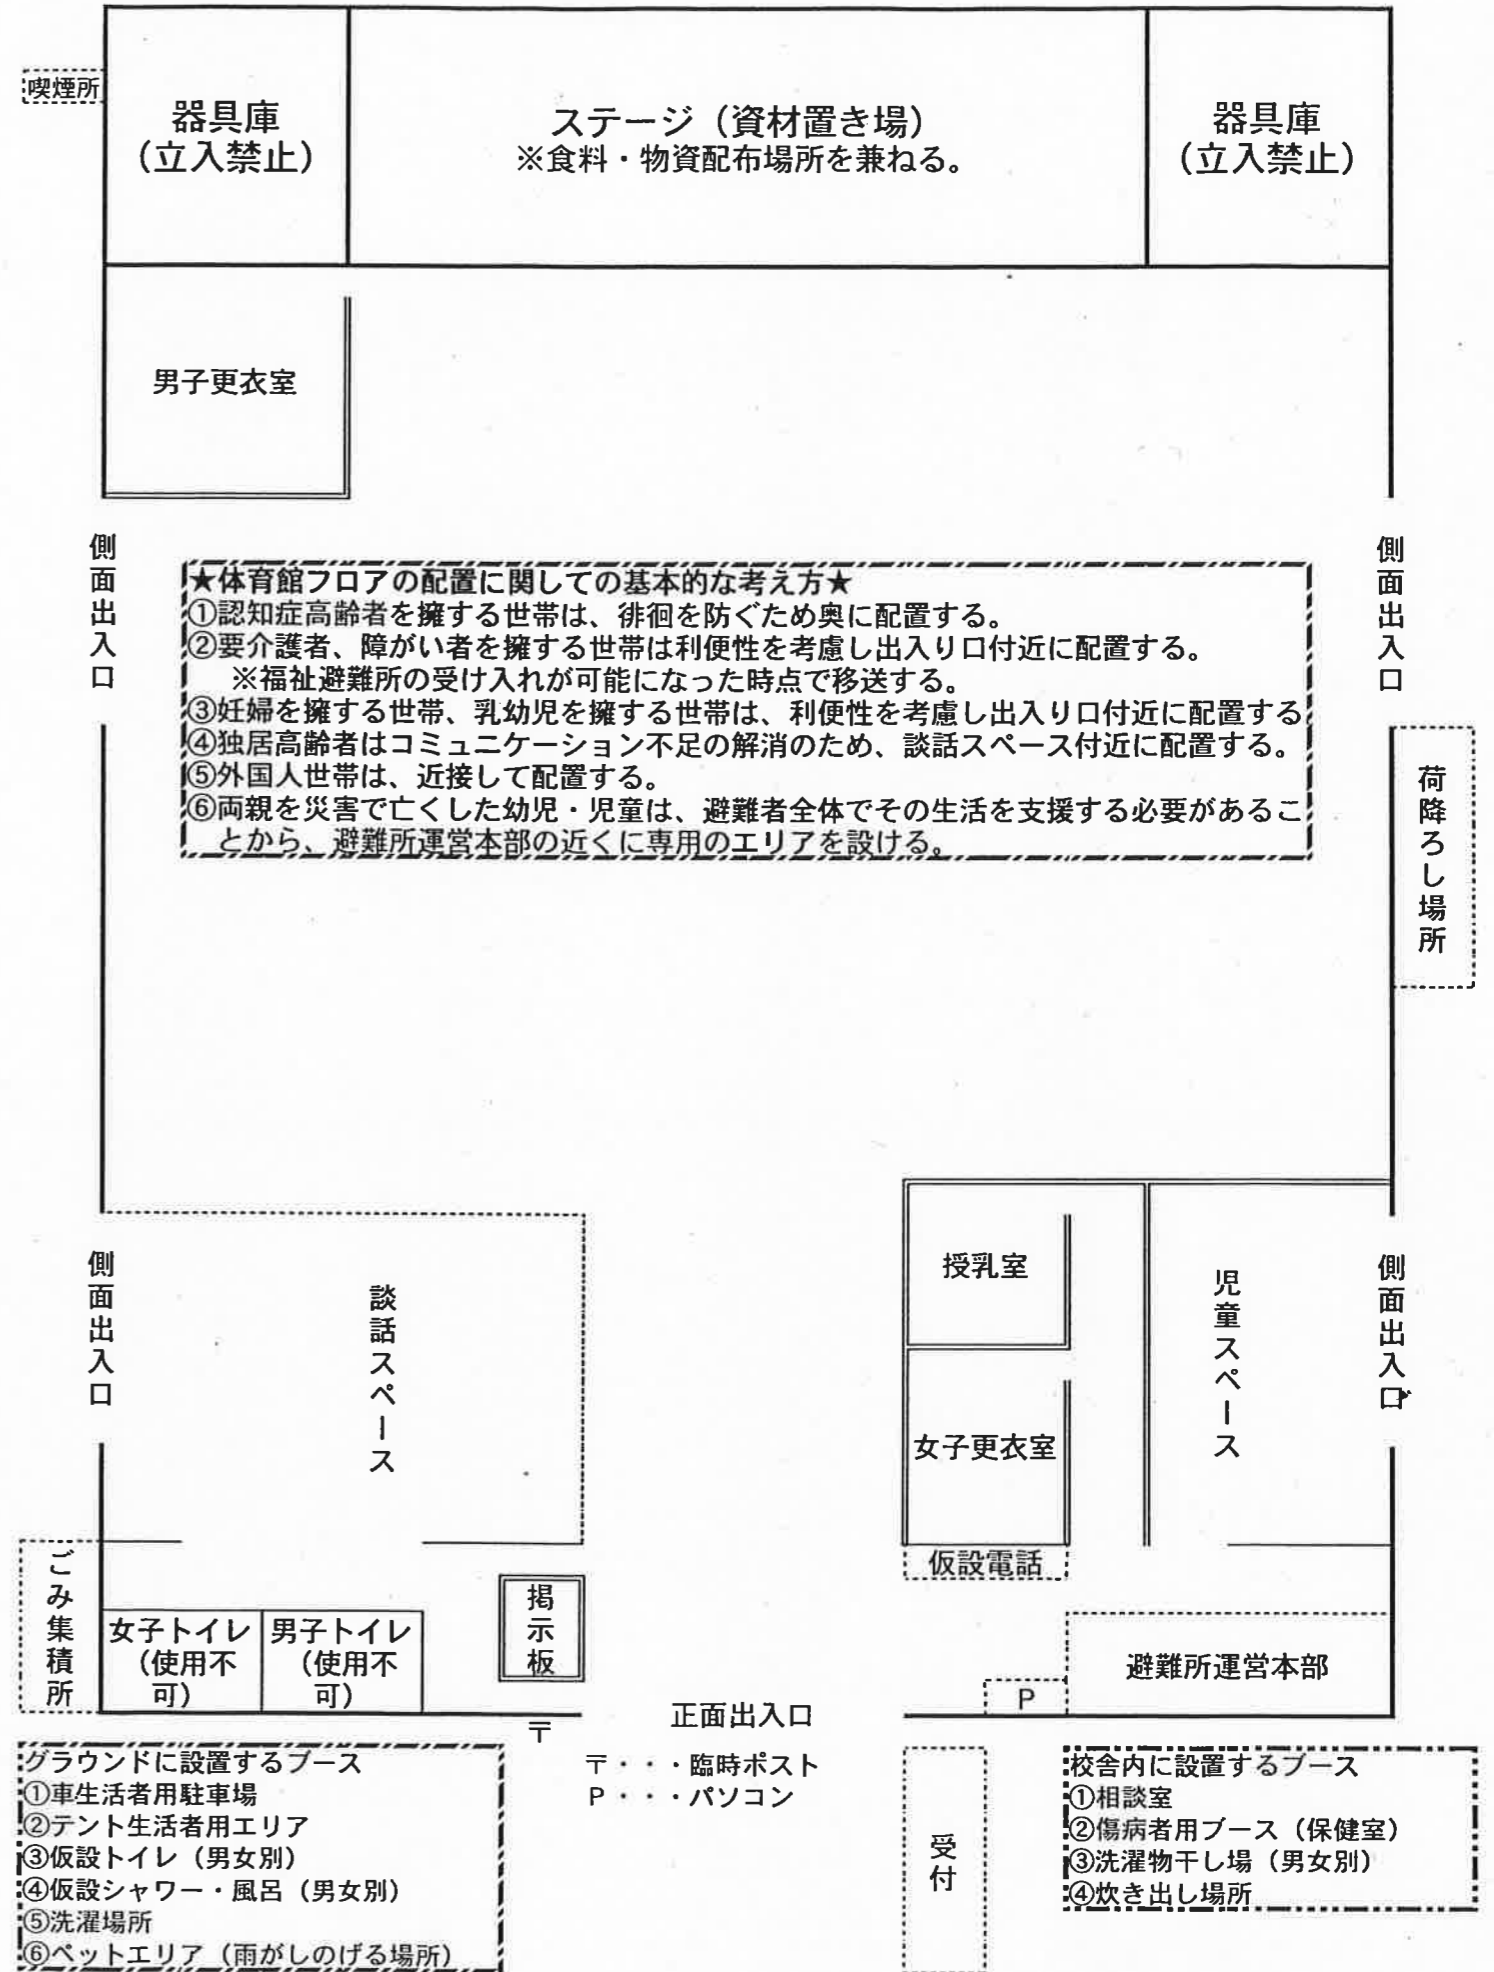 喫煙所
器具庫
（立入禁止）
ステージ（資材置き場）
※食料・物資配布場所を兼ねる。
器具庫
（立入禁止）
男子更衣室
側面出入口
側面出入口
★体育館フロアの配置に関しての基本的な考え方★
①認知症高齢者を擁する世帯は、徘徊を防ぐため奥に配置する。
②要介護者、障がい者を擁する世帯は利便性を考慮し出入り口付近に配置する。
※福祉避難所の受け入れが可能になった時点で移送する。
③妊婦を擁する世帯、乳幼児を擁する世帯は、利便性を考慮し出入り口付近に配置する
④独居高齢者はコミュニケーション不足の解消のため、談話スペース付近に配置する。
⑤外国人世帯は、近接して配置する。
⑥両親を災害で亡くした幼児・児童は、避難者全体でその生活を支援する必要があるこ
とから、避難所運営本部の近くに専用のエリアを設ける。
荷降ろし場所
側面出入口
談話スペース
授乳室
児童スペース
側面出入口
女子更衣室
仮設電話
ごみ集積所
女子トイレ
（使用不
可）
男子トイレ
（使用不
可）
掲示板
避難所運営本部
P
正面出入口
〒
〒・・・臨時ポスト
P・・・パソコン
グラウンドに設置するブース
①車生活者用駐車場
②テント生活者用エリア
③仮設トイレ（男女別）
④仮設シャワー・風呂（男女別）
⑤洗濯場所
⑥ペットエリア（雨がしのげる場所）
受付
校舎内に設置するブース
①相談室
②傷病者用ブース（保健室）
③洗濯物干し場（男女別）
④炊き出し場所